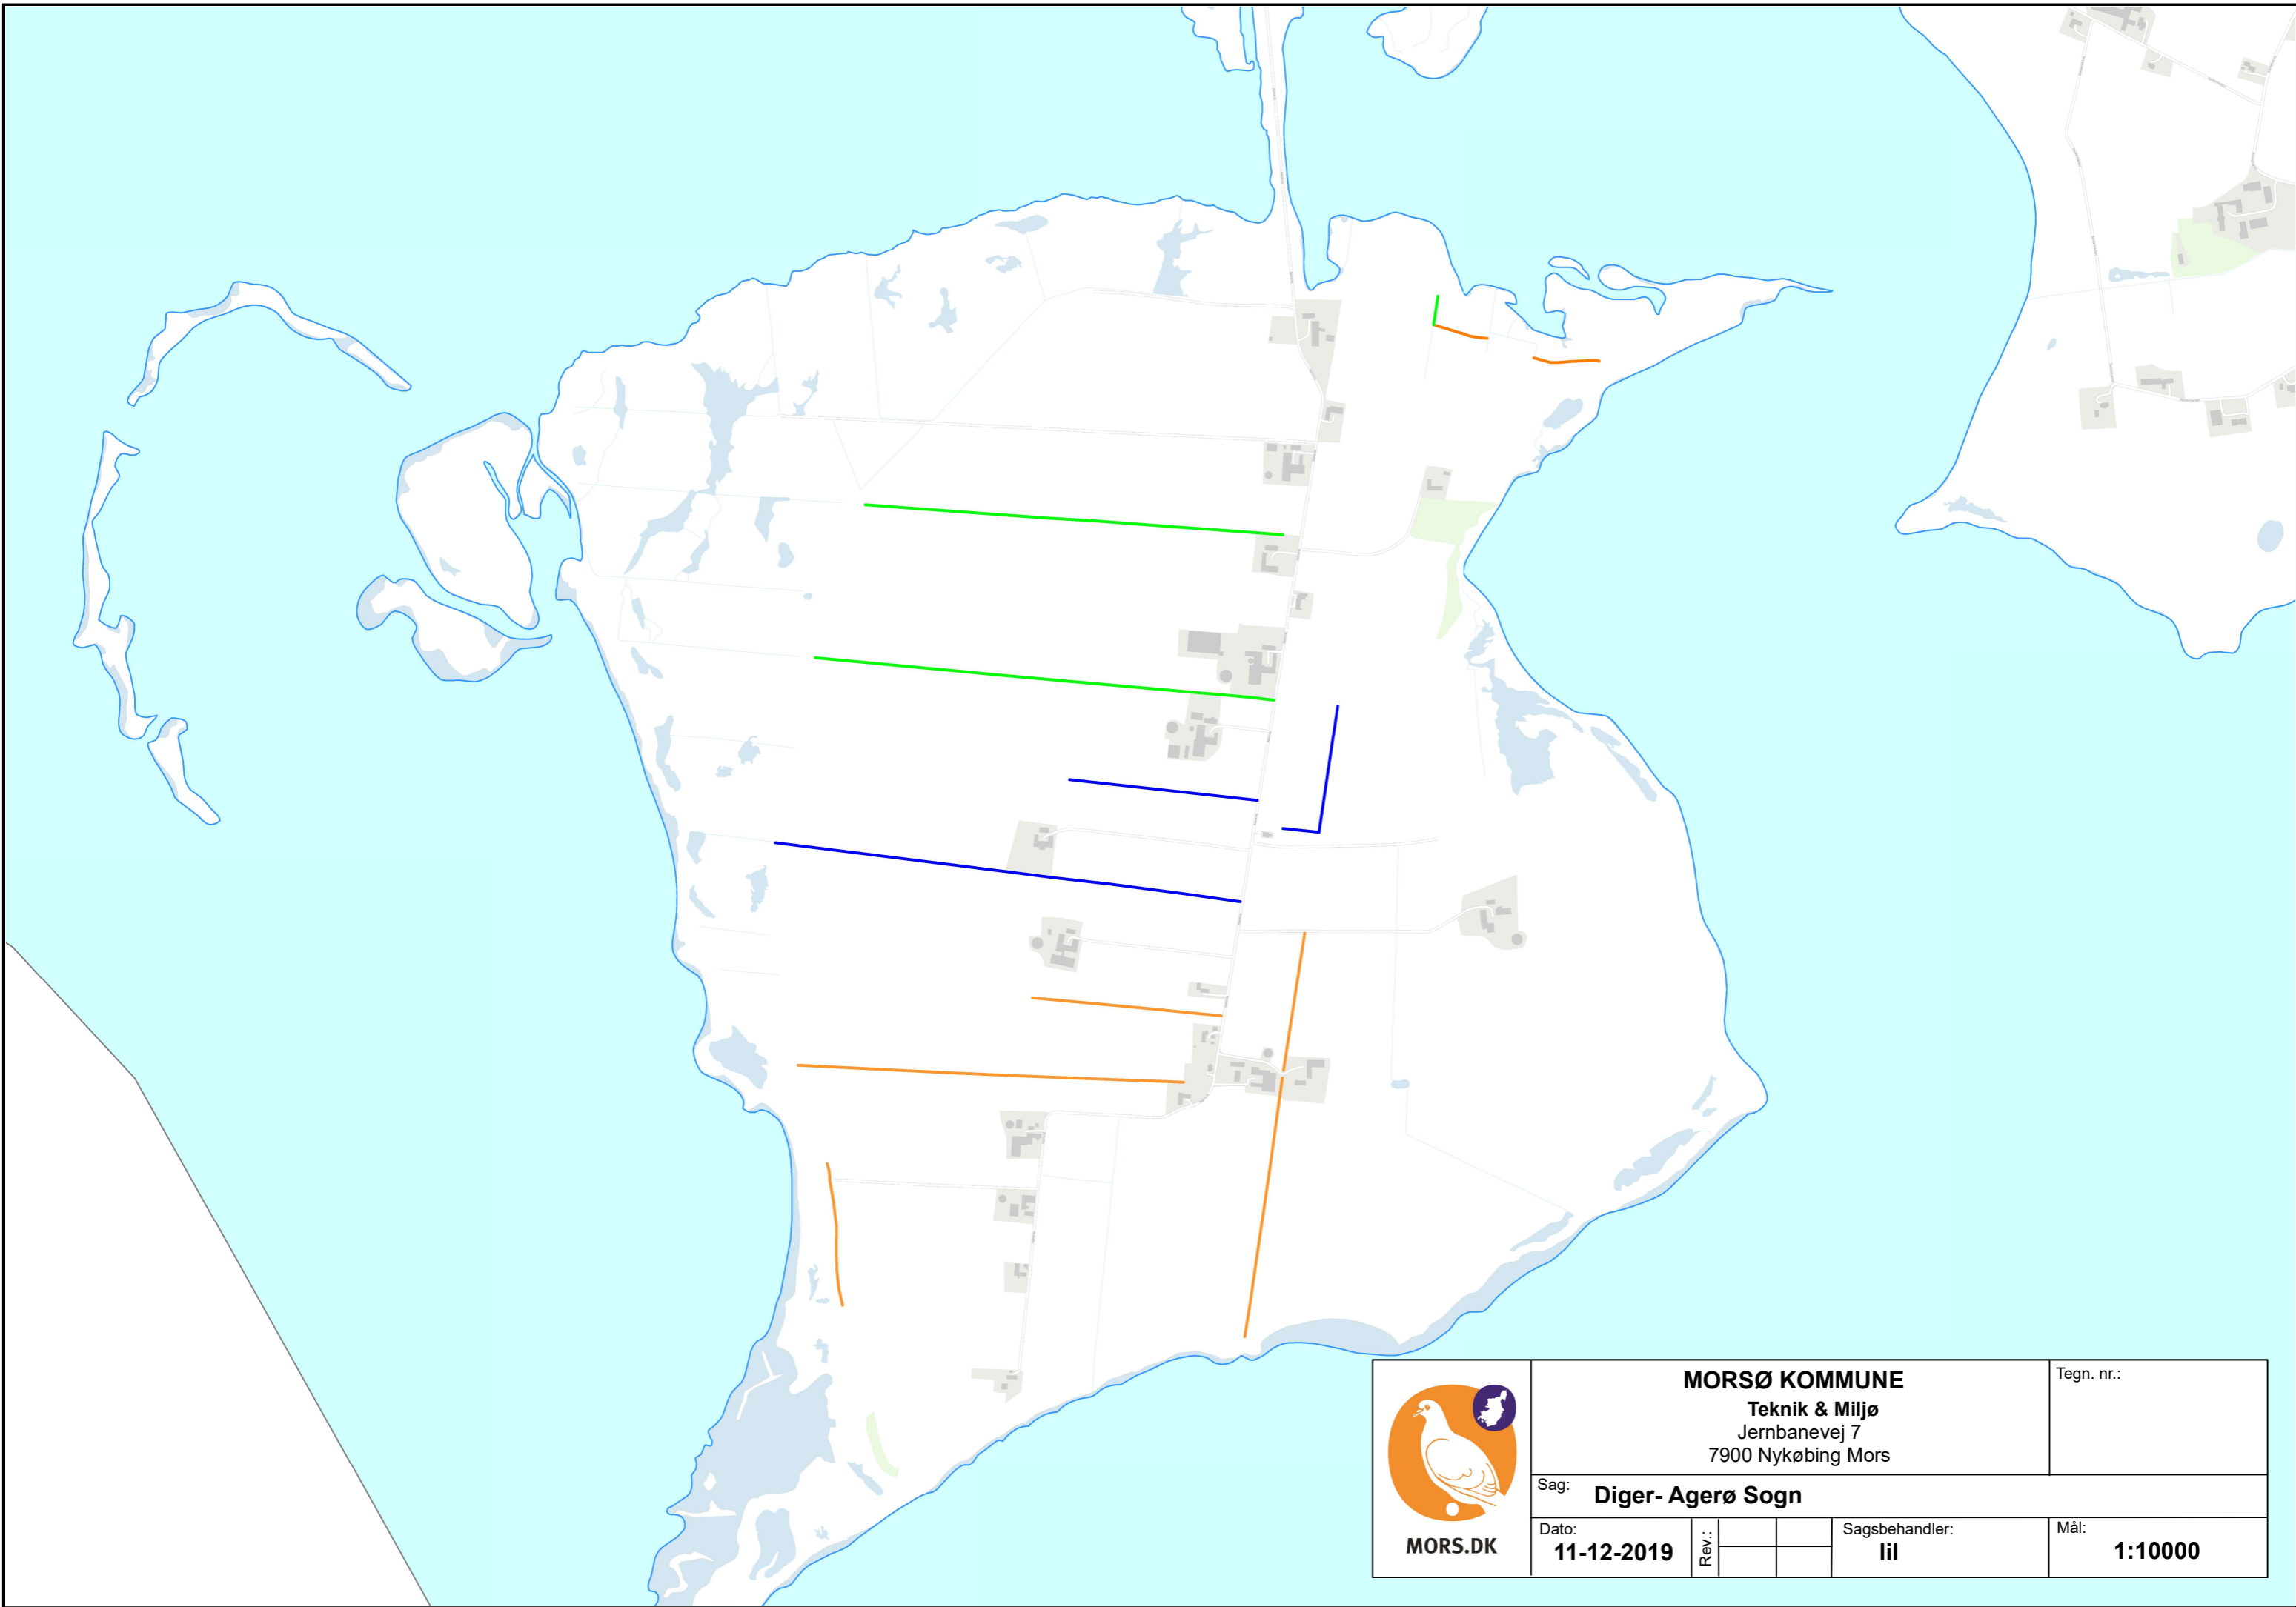 MORS.DK
MORSØ KOMMUNE
Teknik & Miljø
Jernbanevej 7
7900 Nykøbing Mors
Tegn. nr.:
Sag: Diger- Agerø Sogn
Dato:
11-12-2019
Rev.:
Sagsbehandler:
lil
Mål:
1:10000